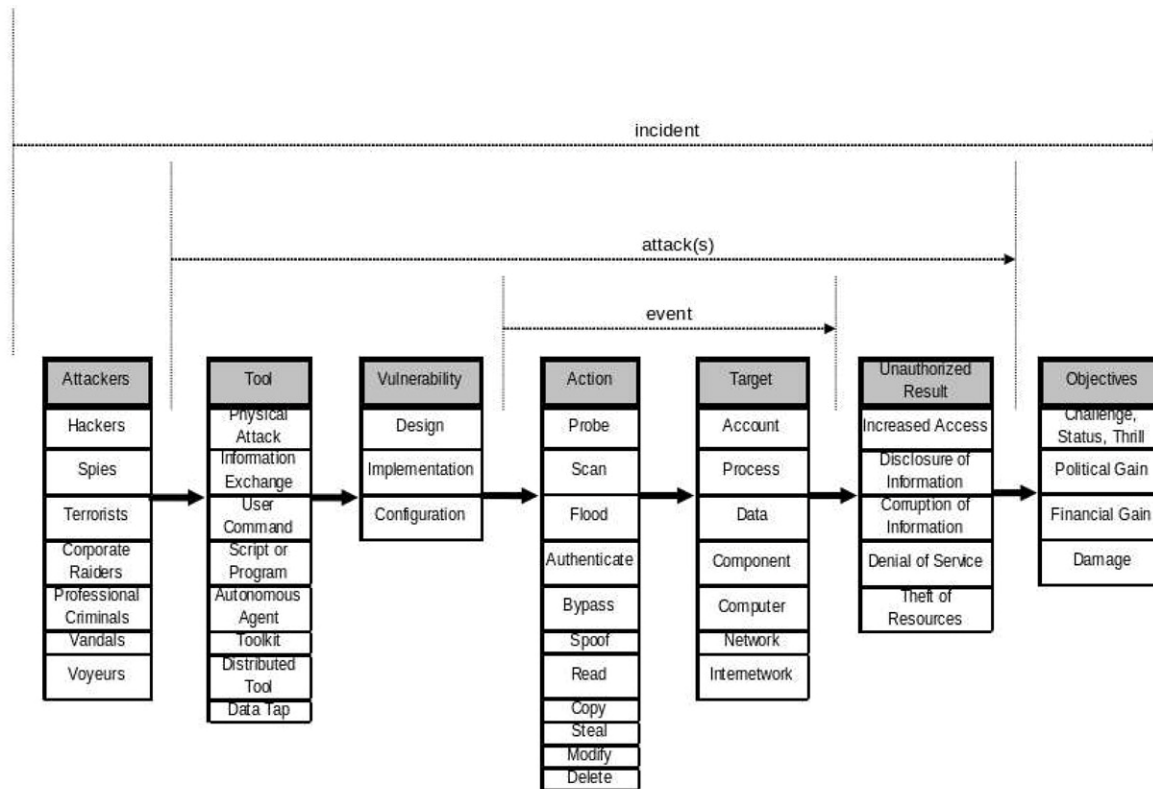 incident
attack(s)
event
Attackers
Hackers
Spies
Terrorists
Corporate
Raiders
Professional
Criminals
Vandals
Voyeurs
Tool
Physical
Attack
Information
Exchange
User
Command
Script or
Program
Autonomous
Agent
Toolkit
Distributed
Tool
Data Tap
Vulnerability
Design
Implementation
Configuration
Action
Probe
Scan
Flood
Authenticate
Bypass
Spoof
Read
Copy
Steal
Modify
Delete
Target
Account
Process
Data
Component
Computer
Network
Internetwork
Unauthorized
Result
Increased Access
Disclosure of
Information
Corruption of
Information
Denial of Service
Theft of
Resources
Objectives
Challenge,
Status, Thrill
Political Gain
Financial Gain
Damage